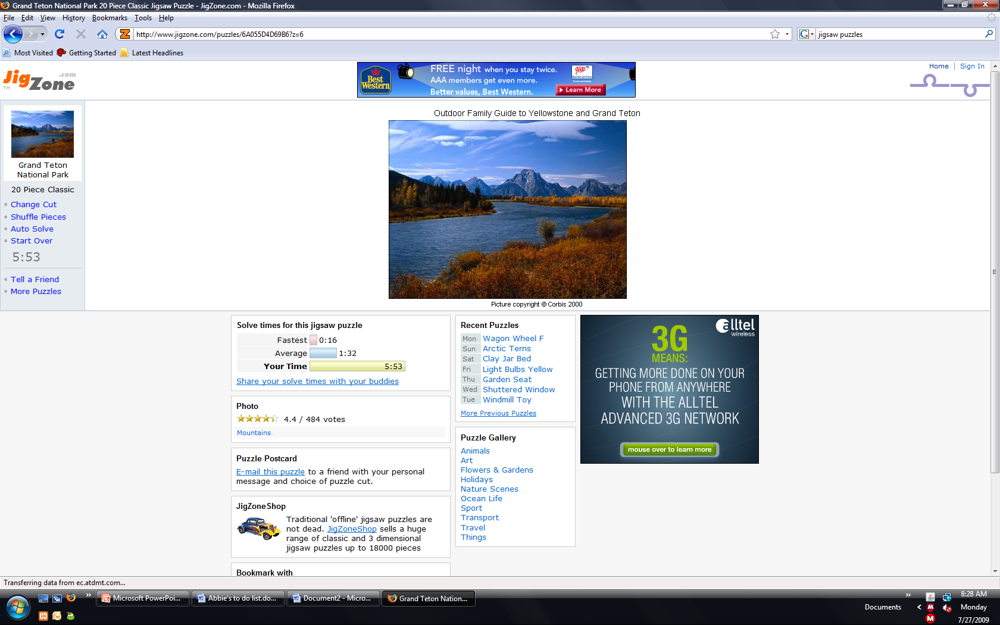 Grand Teton National Park 20 Piece Classic Jigsaw Puzzle - JigZone.com - Mozilla Firefox
File Edit View History Bookmarks Tools Help
http://www.jigzone.com/puzzles/6A055D4D69B6?z=6
jigsaw puzzles
Most Visited Getting Started Latest Headlines
JigZone.com
TM
Best Western
FREE night when you stay twice.
AAA members get even more.
Better values, Best Western.
AAA
Learn More
Home | Sign In
Grand Teton
National Park
20 Piece Classic
Change Cut
Shuffle Pieces
Auto Solve
Start Over
5:53
Tell a Friend
More Puzzles
Outdoor Family Guide to Yellowstone and Grand Teton
Picture copyright © Corbis 2000
Solve times for this jigsaw puzzle
Fastest 0:16
Average 1:32
Your Time 5:53
Share your solve times with your buddies
Photo
4.4 / 484 votes
Mountains
Puzzle Postcard
E-mail this puzzle to a friend with your personal
message and choice of puzzle cut.
JigZoneShop
Traditional 'offline' jigsaw puzzles are
not dead. JigZoneShop sells a huge
range of classic and 3 dimensional
jigsaw puzzles up to 18000 pieces
Bookmark with
Recent Puzzles
Mon Wagon Wheel F
Sun Arctic Terns
Sat Clay Jar Bed
Fri Light Bulbs Yellow
Thu Garden Seat
Wed Shuttered Window
Tue Windmill Toy
More Previous Puzzles
Puzzle Gallery
Animals
Art
Flowers & Gardens
Holidays
Nature Scenes
Ocean Life
Sport
Transport
Travel
Things
alltel
wireless
3G
MEANS:
GETTING MORE DONE ON YOUR
PHONE FROM ANYWHERE
WITH THE ALLTEL
ADVANCED 3G NETWORK
mouse over to learn more
Transferring data from ec.atdmt.com...
Microsoft PowerPoi...
Abbie's to do list.do...
Document2 - Micro...
Grand Teton Nation...
Documents
8:28 AM
Monday
7/27/2009